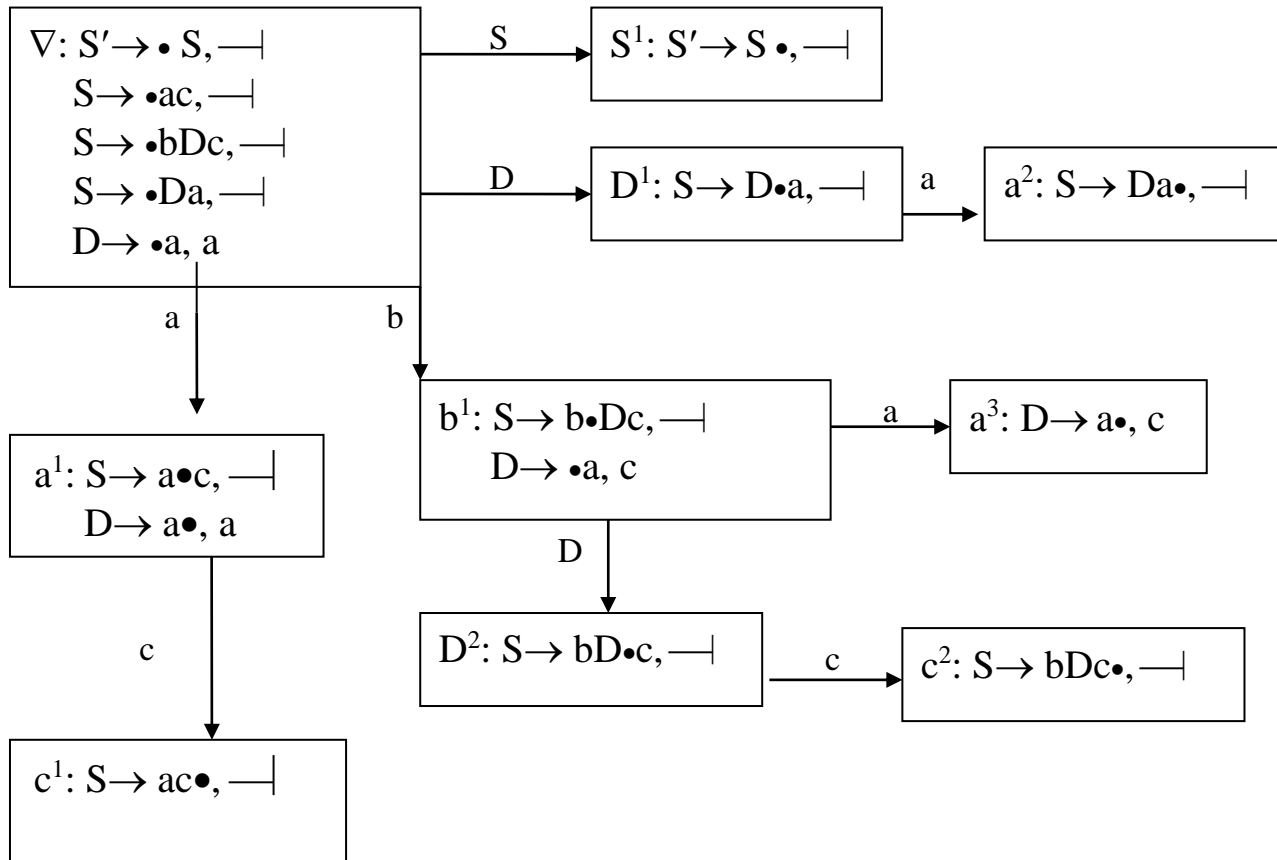 ∇: S′→ • S, ─┤
S→ •ac, ─┤
S→ •bDc, ─┤
S→ •Da, ─┤
D→ •a, a
S
S¹: S′→ S •, ─┤
D
D¹: S→ D•a, ─┤
a
a²: S→ Da•, ─┤
a
b
a¹: S→ a●c, ─┤
D→ a●, a
b¹: S→ b•Dc, ─┤
D→ •a, c
a
a³: D→ a•, c
c
D
D²: S→ bD•c, ─┤
c
c²: S→ bDc•, ─┤
c¹: S→ ac●, ─┤